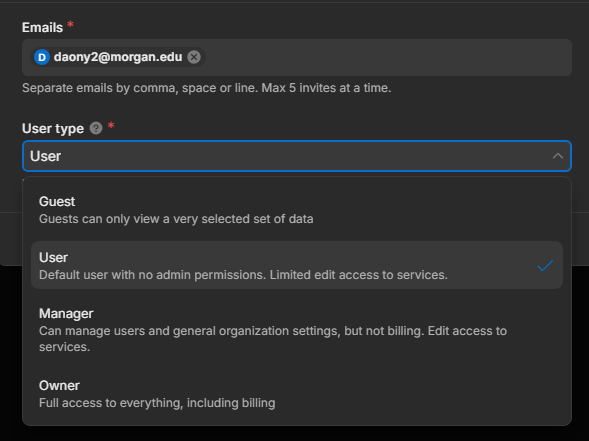 Emails *
D daony2@morgan.edu
Separate emails by comma, space or line. Max 5 invites at a time.
User type ? *
User
Guest
Guests can only view a very selected set of data
User
Default user with no admin permissions. Limited edit access to services.
Manager
Can manage users and general organization settings, but not billing. Edit access to
services.
Owner
Full access to everything, including billing